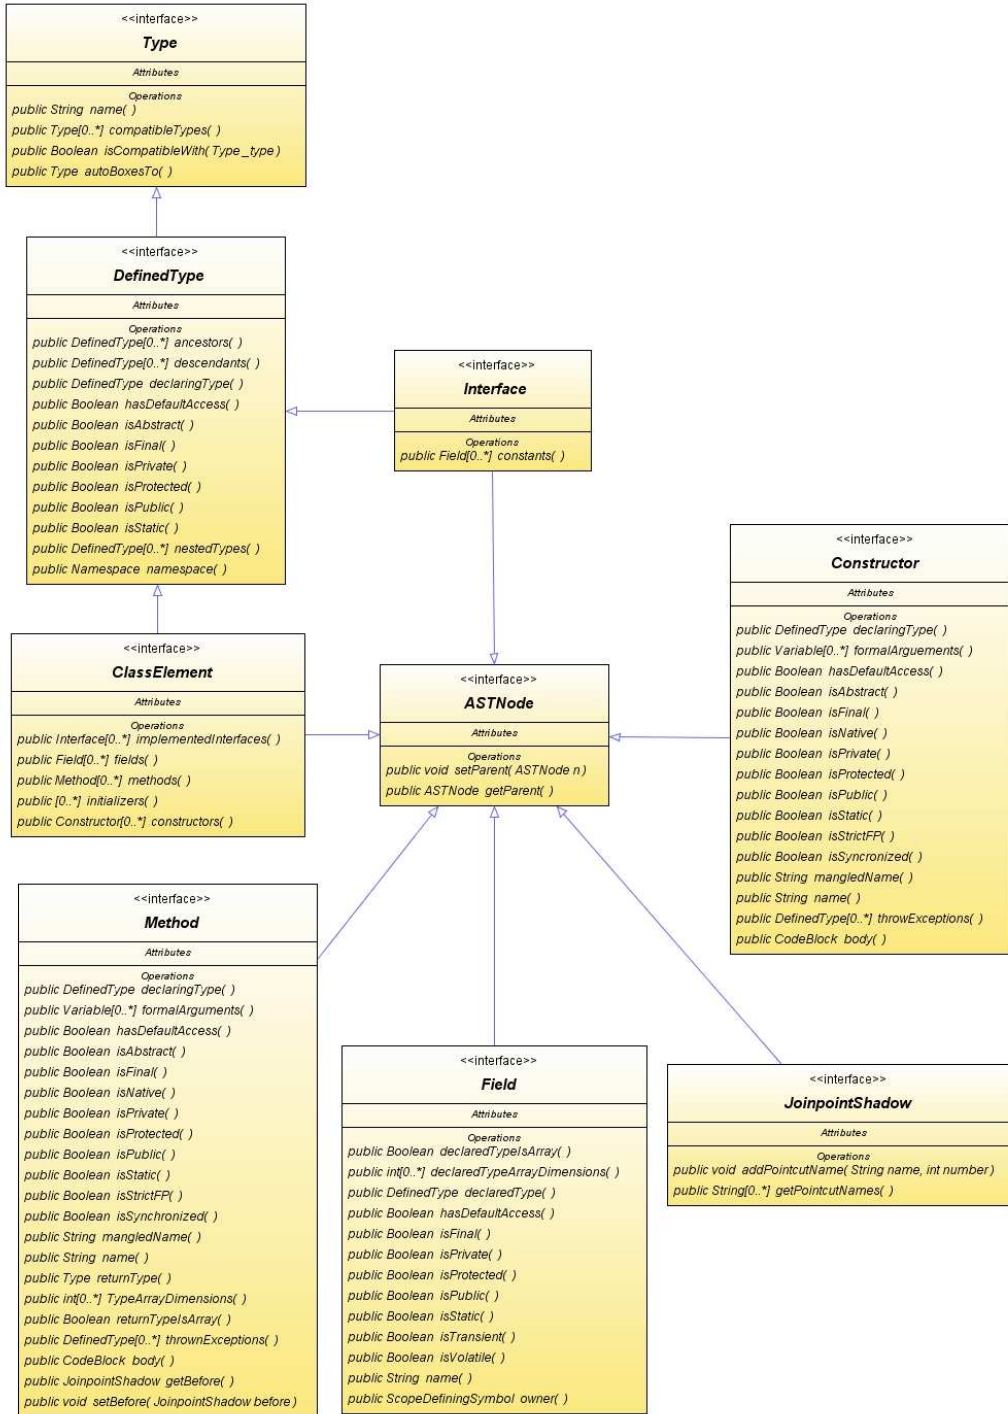 <<interface>>
Type
Attributes
Operations
public String name( )
public Type[0..*] compatibleTypes( )
public Boolean isCompatibleWith( Type _type )
public Type autoBoxesTo( )
<<interface>>
DefinedType
Attributes
Operations
public DefinedType[0..*] ancestors( )
public DefinedType[0..*] descendants( )
public DefinedType declaringType( )
public Boolean hasDefaultAccess( )
public Boolean isAbstract( )
public Boolean isFinal( )
public Boolean isPrivate( )
public Boolean isProtected( )
public Boolean isPublic( )
public Boolean isStatic( )
public DefinedType[0..*] nestedTypes( )
public Namespace namespace( )
<<interface>>
Interface
Attributes
Operations
public Field[0..*] constants( )
<<interface>>
Constructor
Attributes
Operations
public DefinedType declaringType( )
public Variable[0..*] formalArguements( )
public Boolean hasDefaultAccess( )
public Boolean isAbstract( )
public Boolean isFinal( )
public Boolean isNative( )
public Boolean isPrivate( )
public Boolean isProtected( )
public Boolean isPublic( )
public Boolean isStatic( )
public Boolean isStrictFP( )
public Boolean isSyncronized( )
public String mangledName( )
public String name( )
public DefinedType[0..*] throwExceptions( )
public CodeBlock body( )
<<interface>>
ClassElement
Attributes
Operations
public Interface[0..*] implementedInterfaces( )
public Field[0..*] fields( )
public Method[0..*] methods( )
public [0..*] initializers( )
public Constructor[0..*] constructors( )
<<interface>>
ASTNode
Attributes
Operations
public void setParent( ASTNode n )
public ASTNode getParent( )
<<interface>>
Method
Attributes
Operations
public DefinedType declaringType( )
public Variable[0..*] formalArguments( )
public Boolean hasDefaultAccess( )
public Boolean isAbstract( )
public Boolean isFinal( )
public Boolean isNative( )
public Boolean isPrivate( )
public Boolean isProtected( )
public Boolean isPublic( )
public Boolean isStatic( )
public Boolean isStrictFP( )
public Boolean isSynchronized( )
public String mangledName( )
public String name( )
public Type returnType( )
public int[0..*] TypeArrayDimensions( )
public Boolean returnTypeIsArray( )
public DefinedType[0..*] thrownExceptions( )
public CodeBlock body( )
public JoinpointShadow getBefore( )
public void setBefore( JoinpointShadow before )
<<interface>>
Field
Attributes
Operations
public Boolean declaredTypeIsArray( )
public int[0..*] declaredTypeArrayDimensions( )
public DefinedType declaredType( )
public Boolean hasDefaultAccess( )
public Boolean isFinal( )
public Boolean isPrivate( )
public Boolean isProtected( )
public Boolean isPublic( )
public Boolean isStatic( )
public Boolean isTransient( )
public Boolean isVolatile( )
public String name( )
public ScopeDefiningSymbol owner( )
<<interface>>
JoinpointShadow
Attributes
Operations
public void addPointcutName( String name, int number )
public String[0..*] getPointcutNames( )